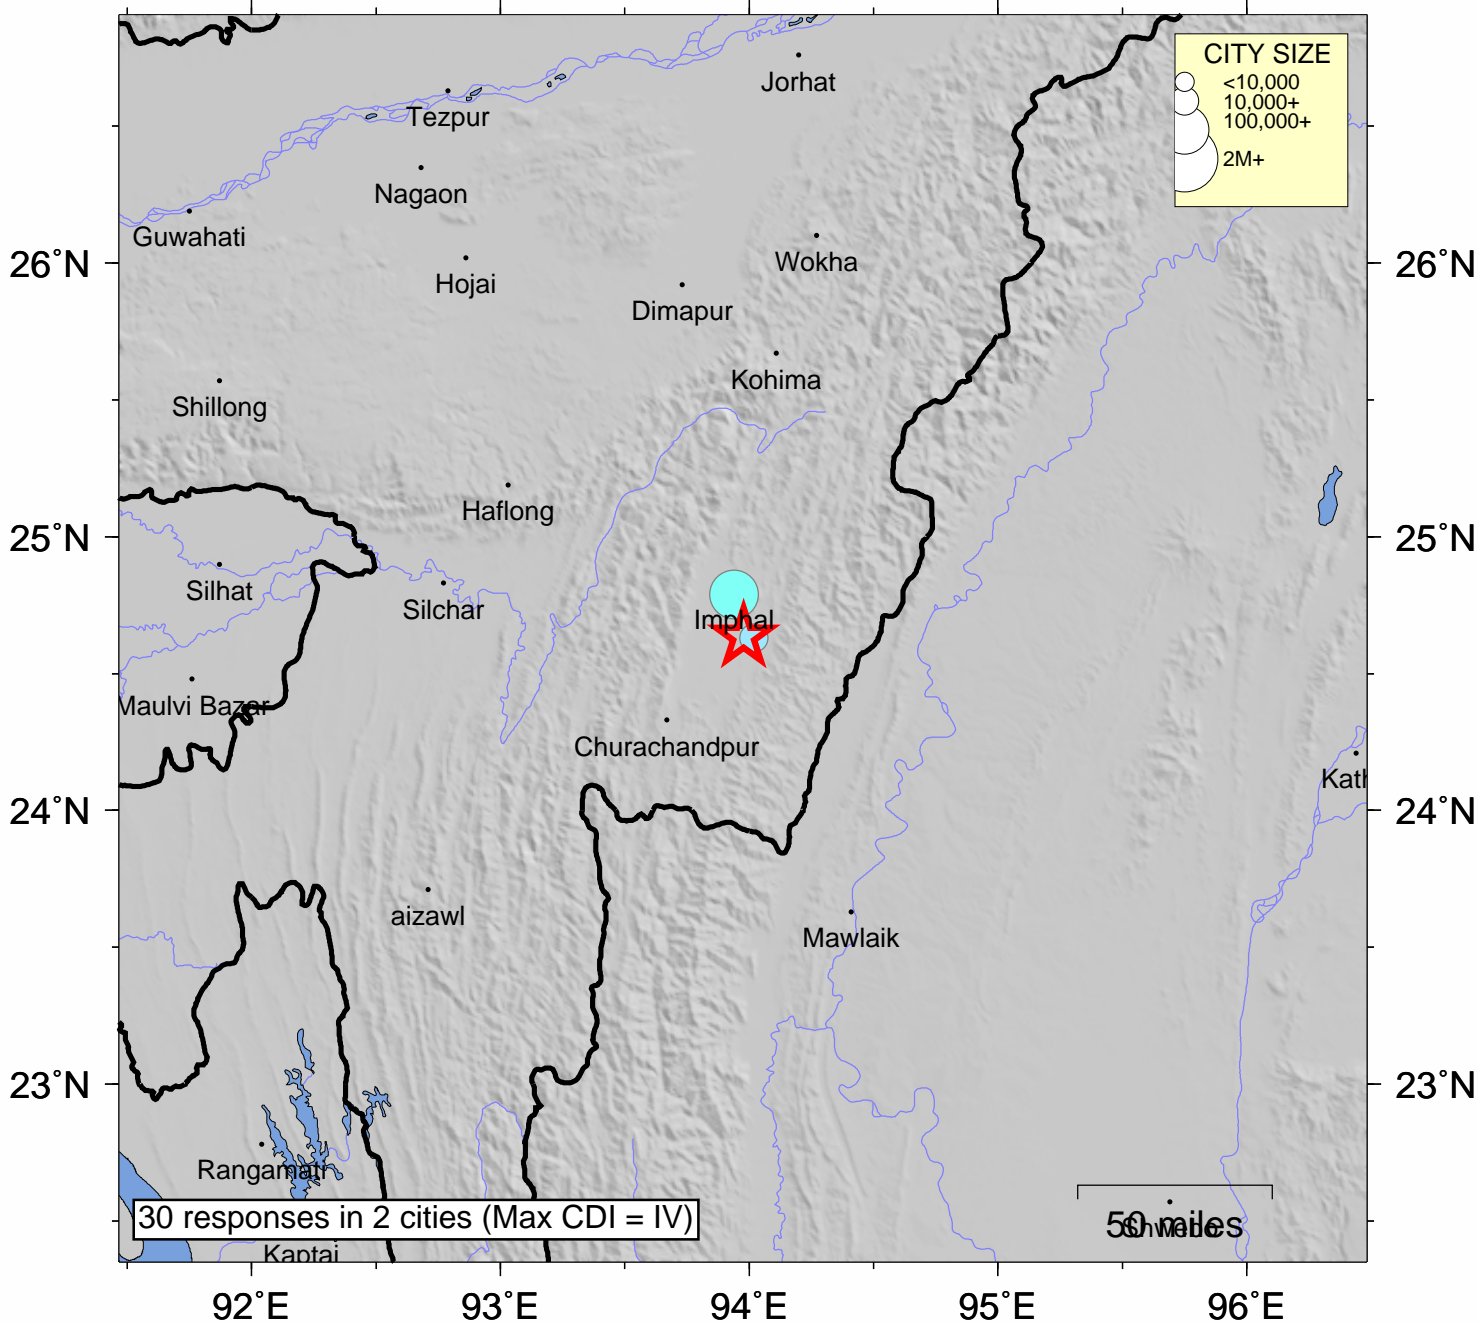 CITY SIZE
<10,000
10,000+
100,000+
2M+
Jorhat
Tezpur
Nagaon
Guwahati
Wokha
26°N
26°N
Hojai
Dimapur
Kohima
Shillong
Haflong
25°N
25°N
Silhat
Silchar
Imphal
Maulvi Bazar
Churachandpur
Kath
24°N
24°N
aizawl
Mawlaik
23°N
23°N
Rangamati
30 responses in 2 cities (Max CDI = IV)
50 miles
Shwebo
Kaptai
92°E
93°E
94°E
95°E
96°E